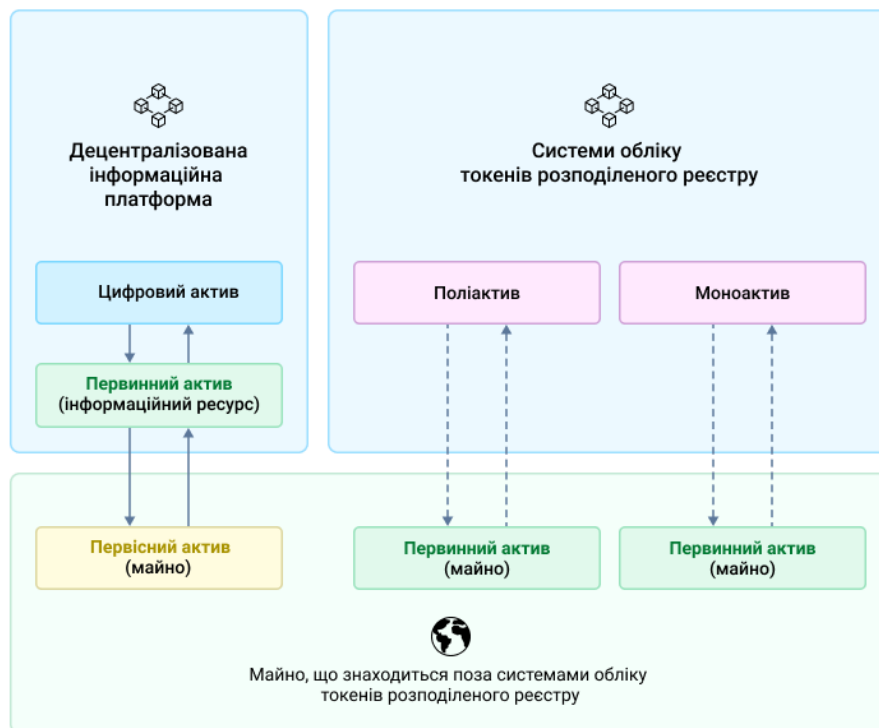 Децентралізована
інформаційна
платформа
Системи обліку
токенів розподіленого реєстру
Цифровий актив
Поліактив
Моноактив
Первинний актив
(інформаційний ресурс)
Первісний актив
(майно)
Первинний актив
(майно)
Первинний актив
(майно)
Майно, що знаходиться поза системами обліку
токенів розподіленого реєстру